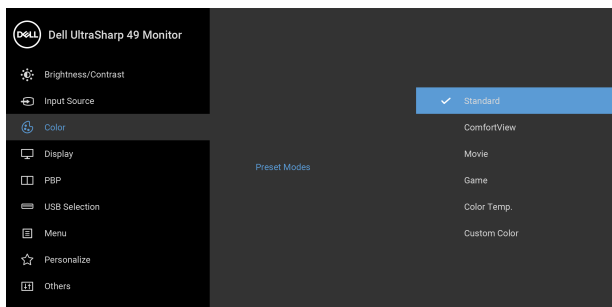 DELL Dell UltraSharp 49 Monitor
Brightness/Contrast
Input Source
Color
Display
PBP
USB Selection
Menu
Personalize
Others
Preset Modes
Standard
ComfortView
Movie
Game
Color Temp.
Custom Color